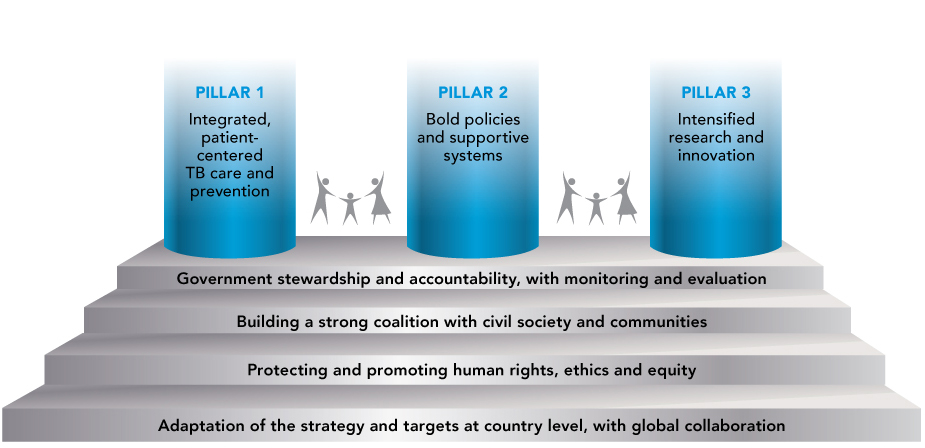 PILLAR 1
Integrated,
patient-
centered
TB care and
prevention
PILLAR 2
Bold policies
and supportive
systems
PILLAR 3
Intensified
research and
innovation
Government stewardship and accountability, with monitoring and evaluation
Building a strong coalition with civil society and communities
Protecting and promoting human rights, ethics and equity
Adaptation of the strategy and targets at country level, with global collaboration